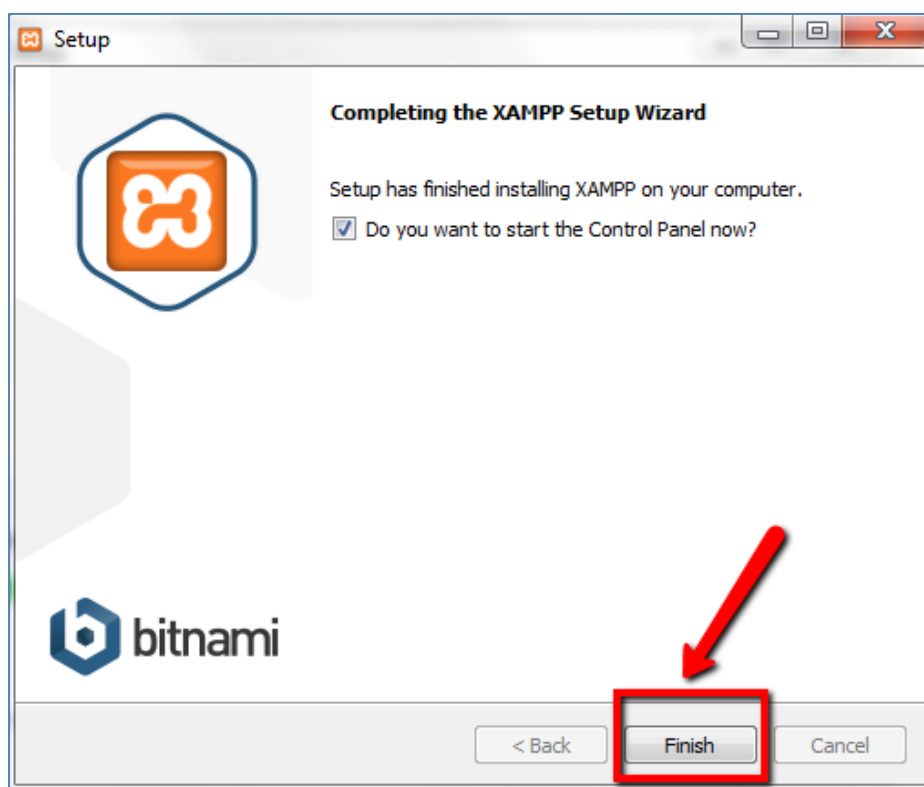 Setup
Completing the XAMPP Setup Wizard
Setup has finished installing XAMPP on your computer.
Do you want to start the Control Panel now?
bitnami
< Back
Finish
Cancel